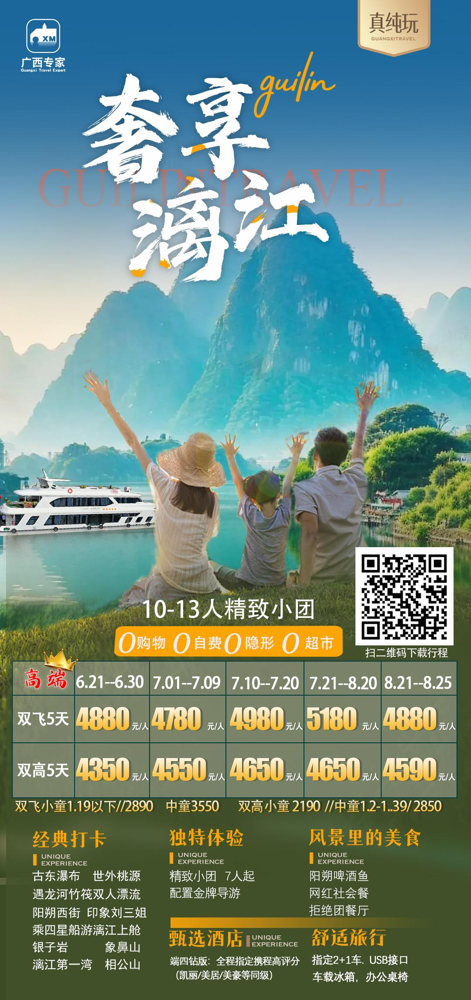 真纯玩
GUANGXITRAVEL
XM
广西专家
Guangxi Travel Expert
guilin
奢享
GUILINTRAVEL
漓江
10-13人精致小团
0购物 0自费 0隐形 0超市
扫二维码下载行程
高端 6.21--6.30 7.01--7.09 7.10--7.20 7.21--8.20 8.21--8.25
双飞5天 4880元/人 4780元/人 4980元/人 5180元/人 4880元/人
双高5天 4350元/人 4550元/人 4650元/人 4650元/人 4590元/人
双飞小童1.19以下//2890 中童3550 双高小童 2190 //中童1.2-1..39/ 2850
经典打卡
UNIQUE
EXPERIENCE
古东瀑布 世外桃源
遇龙河竹筏双人漂流
阳朔西街 印象刘三姐
乘四星船游漓江上舱
银子岩 象鼻山
漓江第一湾 相公山
独特体验
UNIQUE
EXPERIENCE
精致小团 7人起
配置金牌导游
风景里的美食
UNIQUE
EXPERIENCE
阳朔啤酒鱼
网红社会餐
拒绝团餐厅
甄选酒店
UNIQUE
EXPERIENCE
端四钻版：全程指定携程高评分
（凯丽/美居/美豪等同级）
舒适旅行
指定2+1车. USB接口
车载冰箱，办公桌椅